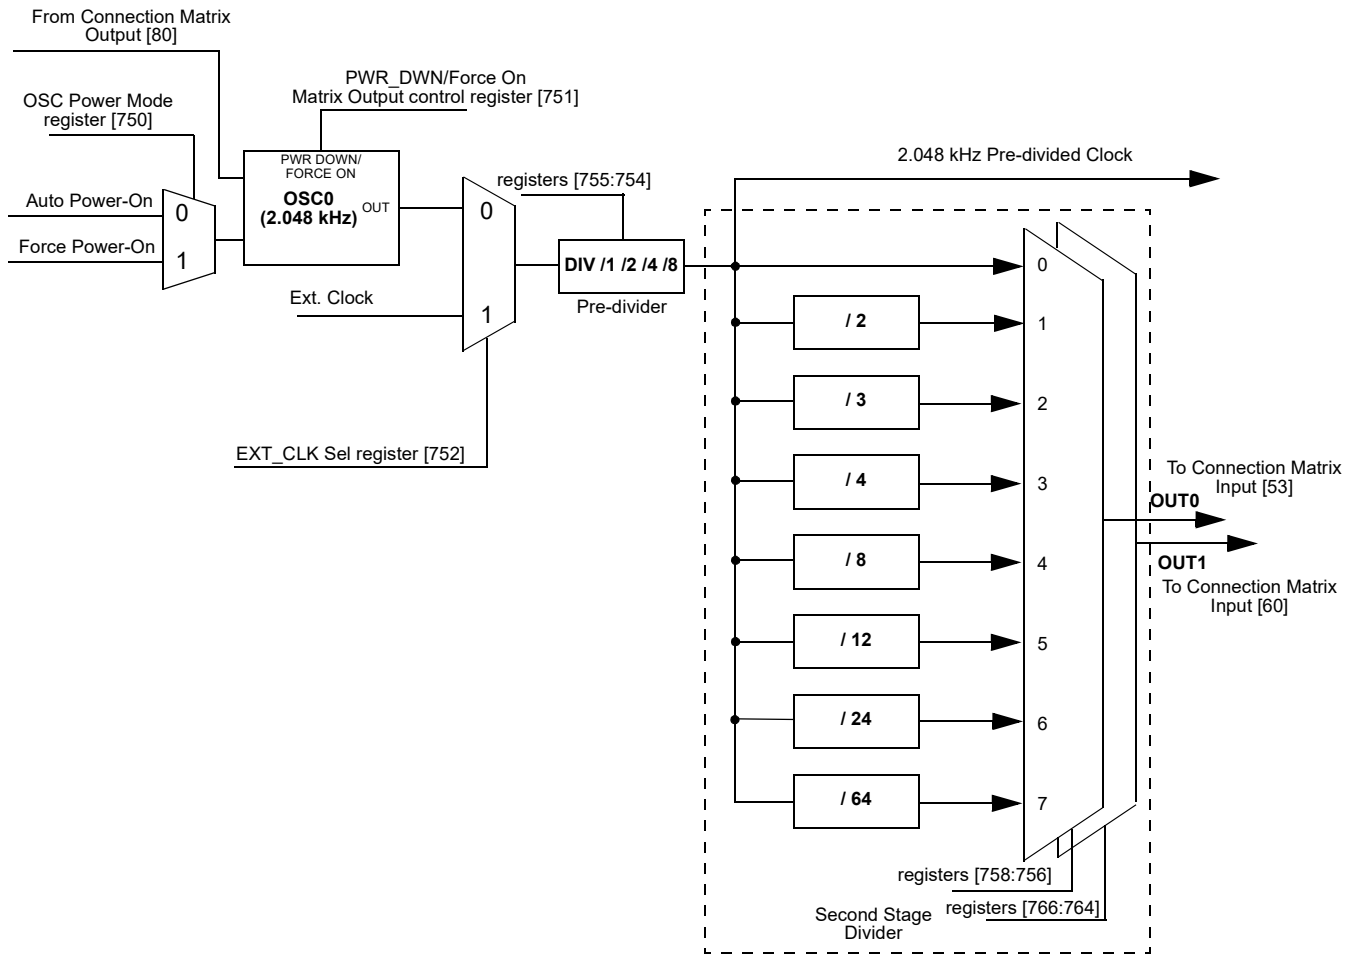 From Connection Matrix
Output [80]
PWR_DWN/Force On
Matrix Output control register [751]
OSC Power Mode
register [750]
PWR DOWN/
FORCE ON
OSC0
(2.048 kHz)
OUT
Auto Power-On
0
Force Power-On
1
registers [755:754]
0
Ext. Clock
1
DIV /1 /2 /4 /8
Pre-divider
EXT_CLK Sel register [752]
2.048 kHz Pre-divided Clock
0
/ 2
1
/ 3
2
/ 4
3
/ 8
4
/ 12
5
/ 24
6
/ 64
7
To Connection Matrix
Input [53]
OUT0
OUT1
To Connection Matrix
Input [60]
registers [758:756]
registers [766:764]
Second Stage
Divider